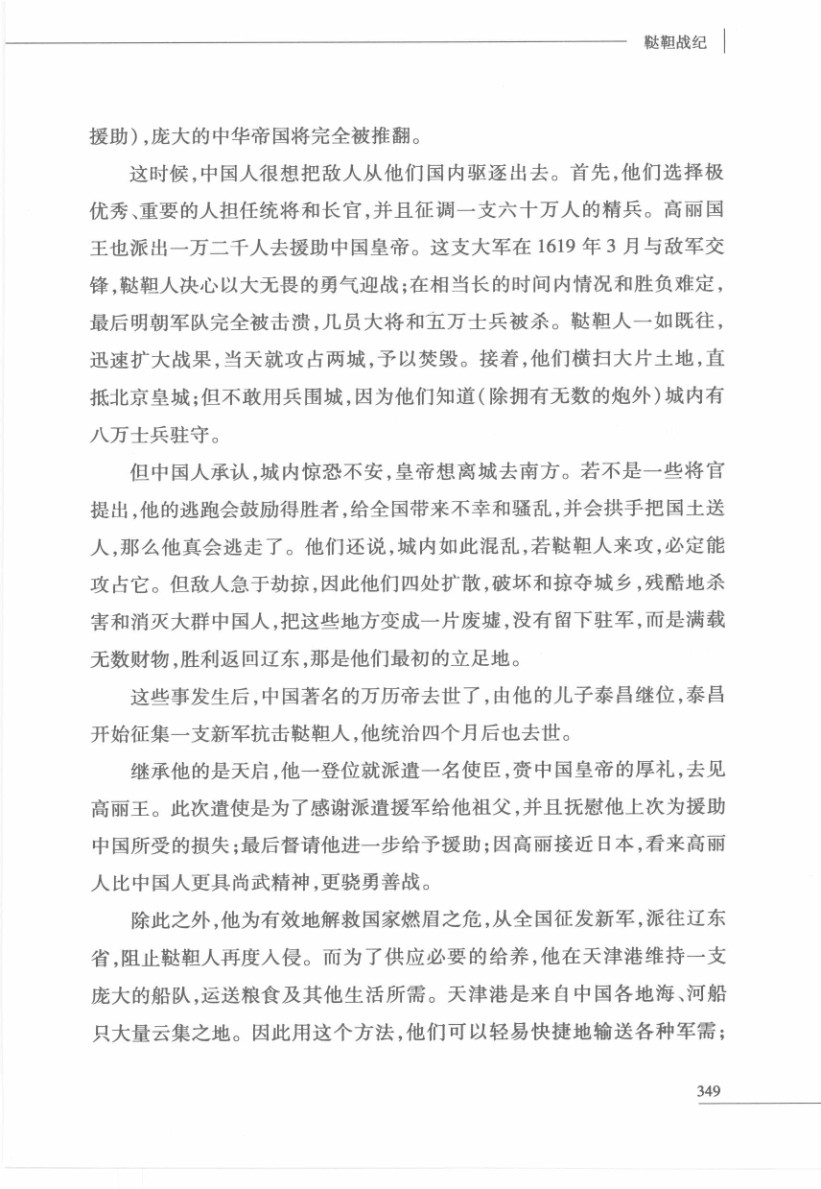 鞑靼战纪
援助),庞大的中华帝国将完全被推翻。
这时候,中国人很想把敌人从他们国内驱逐出去。首先,他们选择极
优秀、重要的人担任统将和长官,并且征调一支六十万人的精兵。高丽国
王也派出一万二千人去援助中国皇帝。这支大军在 1619 年 3 月与敌军交
锋,鞑靼人决心以大无畏的勇气迎战;在相当长的时间内情况和胜负难定,
最后明朝军队完全被击溃,几员大将和五万士兵被杀。鞑靼人一如既往,
迅速扩大战果,当天就攻占两城,予以焚毁。接着,他们横扫大片土地,直
抵北京皇城;但不敢用兵围城,因为他们知道(除拥有无数的炮外)城内有
八万士兵驻守。
但中国人承认,城内惊恐不安,皇帝想离城去南方。若不是一些将官
提出,他的逃跑会鼓励得胜者,给全国带来不幸和骚乱,并会拱手把国土送
人,那么他真会逃走了。他们还说,城内如此混乱,若鞑靼人来攻,必定能
攻占它。但敌人急于劫掠,因此他们四处扩散,破坏和掠夺城乡,残酷地杀
害和消灭大群中国人,把这些地方变成一片废墟,没有留下驻军,而是满载
无数财物,胜利返回辽东,那是他们最初的立足地。
这些事发生后,中国著名的万历帝去世了,由他的儿子泰昌继位,泰昌
开始征集一支新军抗击鞑靼人,他统治四个月后也去世。
继承他的是天启,他一登位就派遣一名使臣,赍中国皇帝的厚礼,去见
高丽王。此次遣使是为了感谢派遣援军给他祖父,并且抚慰他上次为援助
中国所受的损失;最后督请他进一步给予援助;因高丽接近日本,看来高丽
人比中国人更具尚武精神,更骁勇善战。
除此之外,他为有效地解救国家燃眉之危,从全国征发新军,派往辽东
省,阻止鞑靼人再度入侵。而为了供应必要的给养,他在天津港维持一支
庞大的船队,运送粮食及其他生活所需。天津港是来自中国各地海、河船
只大量云集之地。因此用这个方法,他们可以轻易快捷地输送各种军需;
349